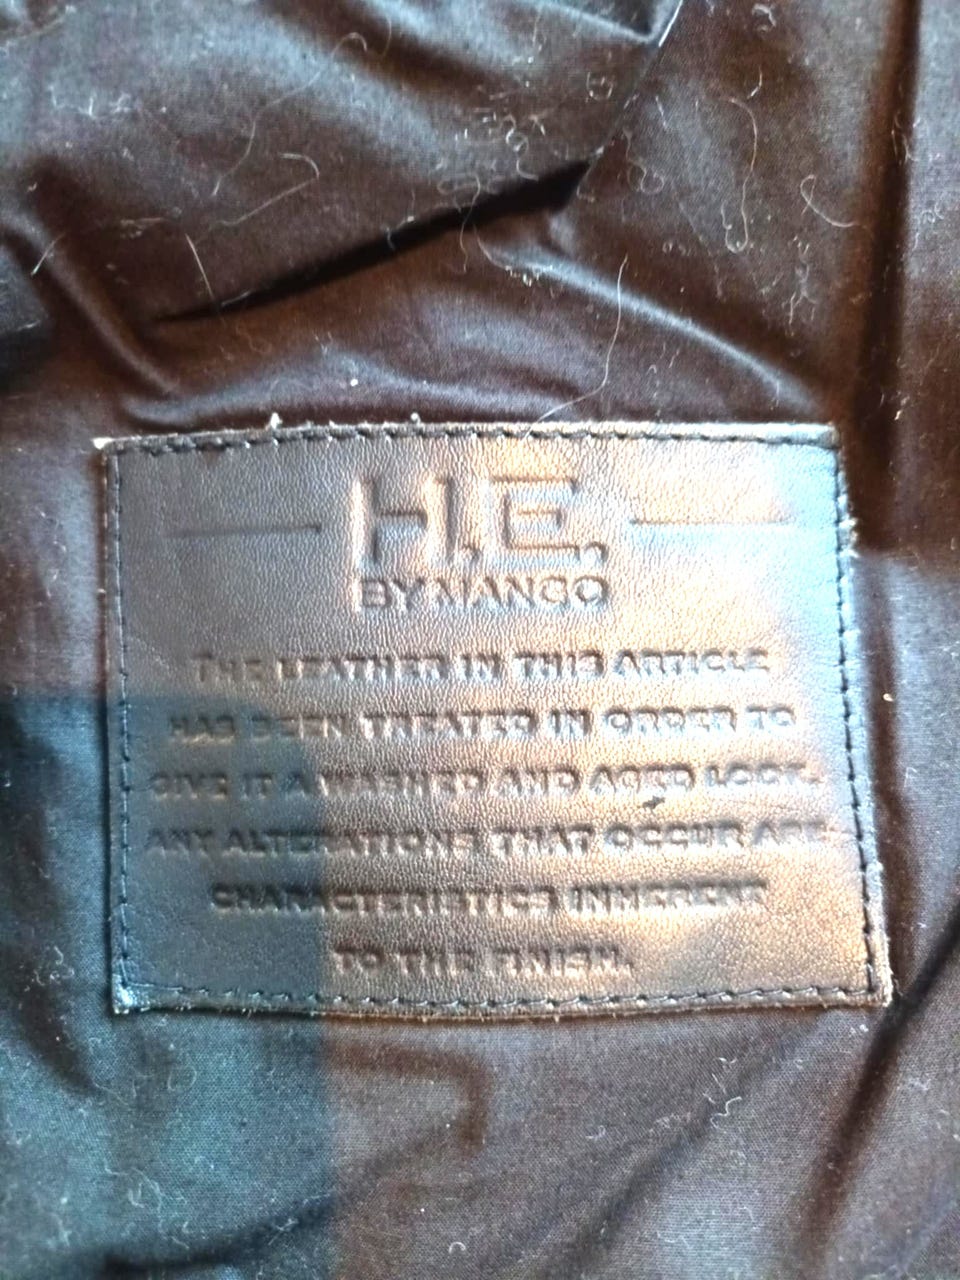 H.E.
BY MANGO
THE LEATHER IN THIS ARTICLE
HAS BEEN TREATED IN ORDER TO
GIVE IT A WASHED AND AGED LOOK.
ANY ALTERATIONS THAT OCCUR ARE
CHARACTERISTICS INHERENT
TO THE FINISH.